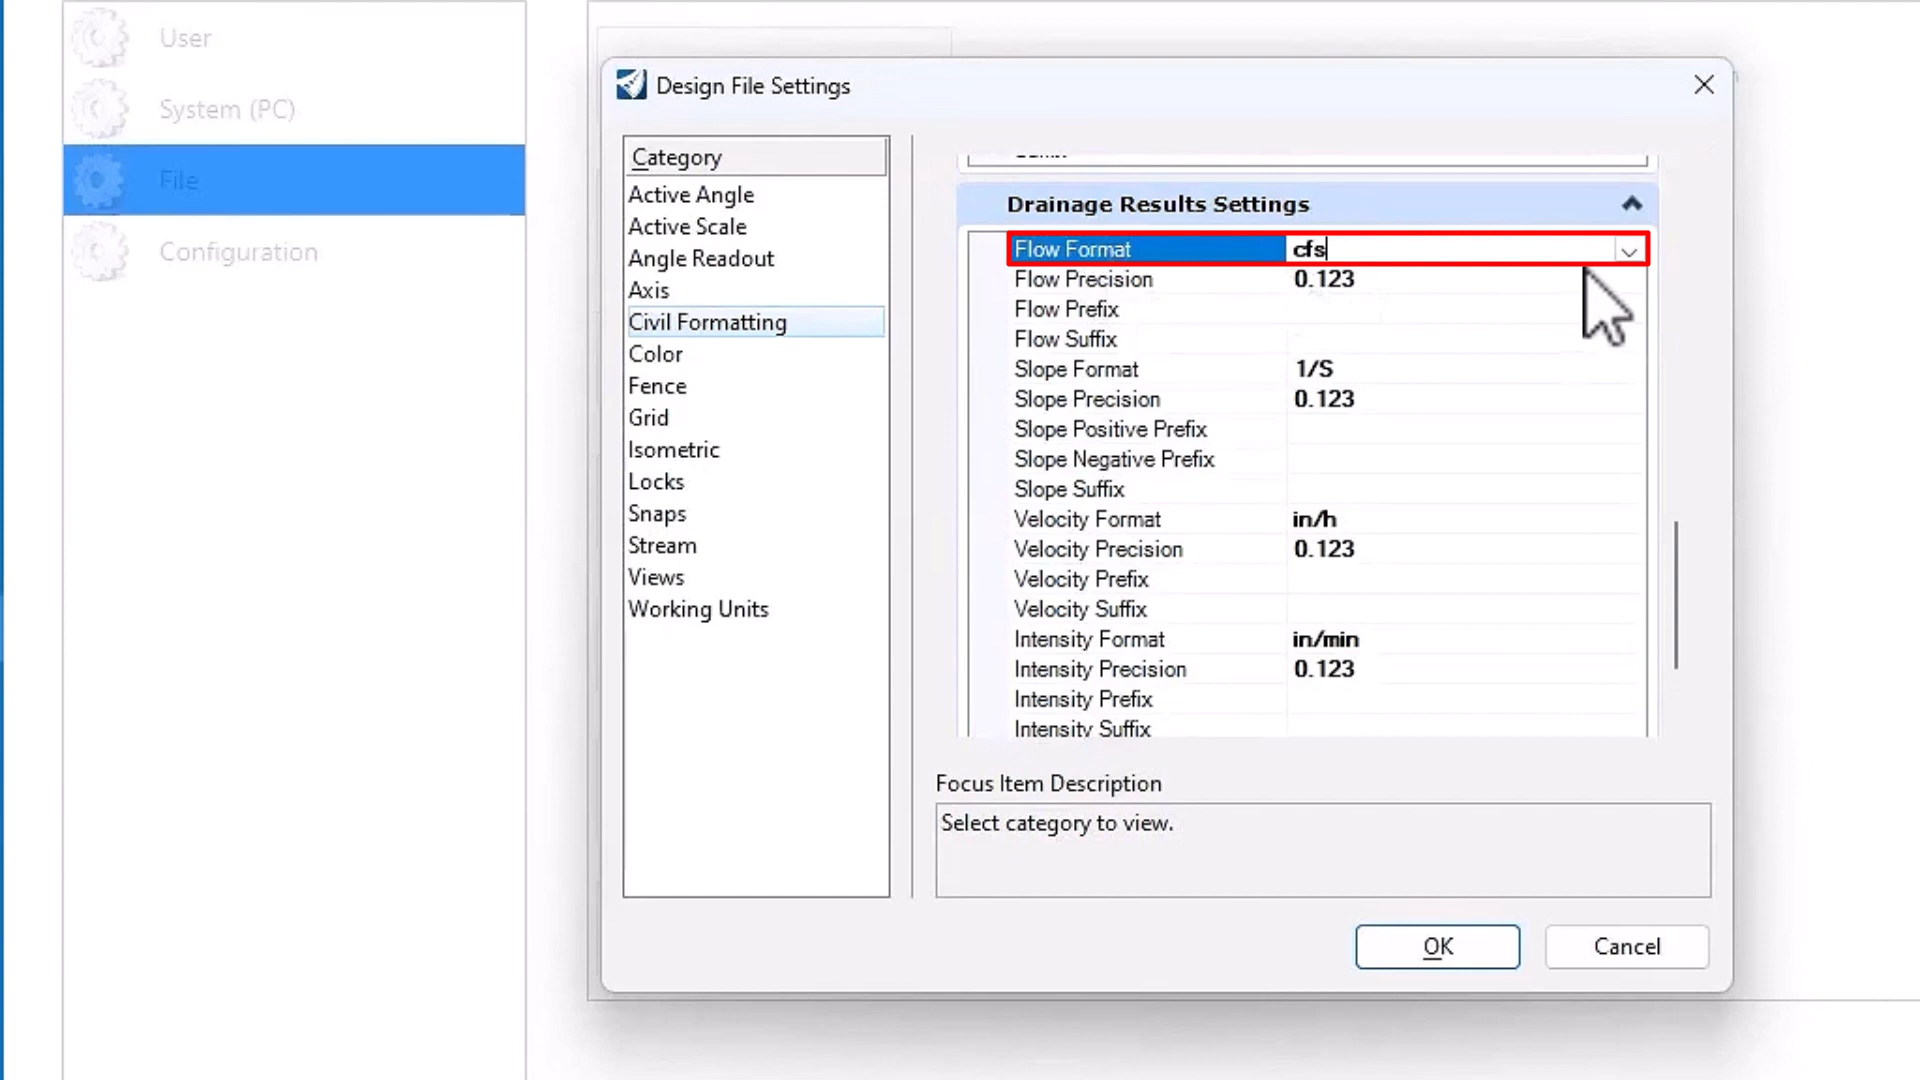 User
System (PC)
File
Configuration
Design File Settings
Category
Active Angle
Active Scale
Angle Readout
Axis
Civil Formatting
Color
Fence
Grid
Isometric
Locks
Snaps
Stream
Views
Working Units
Drainage Results Settings
Flow Format cfs
Flow Precision 0.123
Flow Prefix
Flow Suffix
Slope Format 1/S
Slope Precision 0.123
Slope Positive Prefix
Slope Negative Prefix
Slope Suffix
Velocity Format in/h
Velocity Precision 0.123
Velocity Prefix
Velocity Suffix
Intensity Format in/min
Intensity Precision 0.123
Intensity Prefix
Intensity Suffix
Focus Item Description
Select category to view.
OK
Cancel